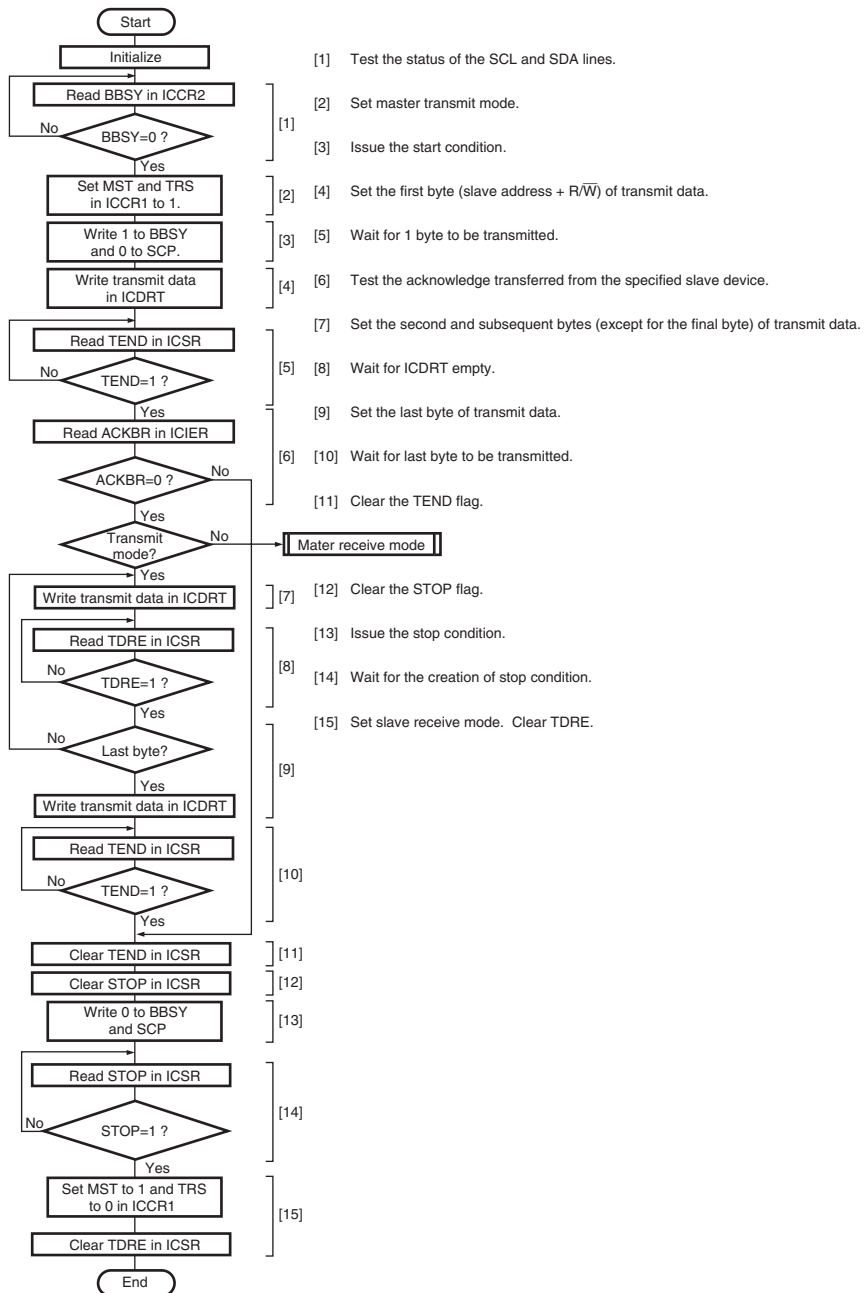 Start
Initialize
Read BBSY in ICCR2
No
BBSY=0 ?
[1]
Yes
Set MST and TRS
in ICCR1 to 1.
[2]
Write 1 to BBSY
and 0 to SCP.
[3]
Write transmit data
in ICDRT
[4]
Read TEND in ICSR
No
TEND=1 ?
[5]
Yes
Read ACKBR in ICIER
[6]
No
ACKBR=0 ?
Yes
Transmit
mode?
No
Mater receive mode
Yes
Write transmit data in ICDRT
[7]
Read TDRE in ICSR
No
TDRE=1 ?
[8]
Yes
No
Last byte?
[9]
Yes
Write transmit data in ICDRT
Read TEND in ICSR
No
TEND=1 ?
[10]
Yes
Clear TEND in ICSR
[11]
Clear STOP in ICSR
[12]
Write 0 to BBSY
and SCP
[13]
Read STOP in ICSR
No
STOP=1 ?
[14]
Yes
Set MST to 1 and TRS
to 0 in ICCR1
[15]
Clear TDRE in ICSR
End
[1] Test the status of the SCL and SDA lines.
[2] Set master transmit mode.
[3] Issue the start condition.
[4] Set the first byte (slave address + R/W̅) of transmit data.
[5] Wait for 1 byte to be transmitted.
[6] Test the acknowledge transferred from the specified slave device.
[7] Set the second and subsequent bytes (except for the final byte) of transmit data.
[8] Wait for ICDRT empty.
[9] Set the last byte of transmit data.
[10] Wait for last byte to be transmitted.
[11] Clear the TEND flag.
[12] Clear the STOP flag.
[13] Issue the stop condition.
[14] Wait for the creation of stop condition.
[15] Set slave receive mode. Clear TDRE.